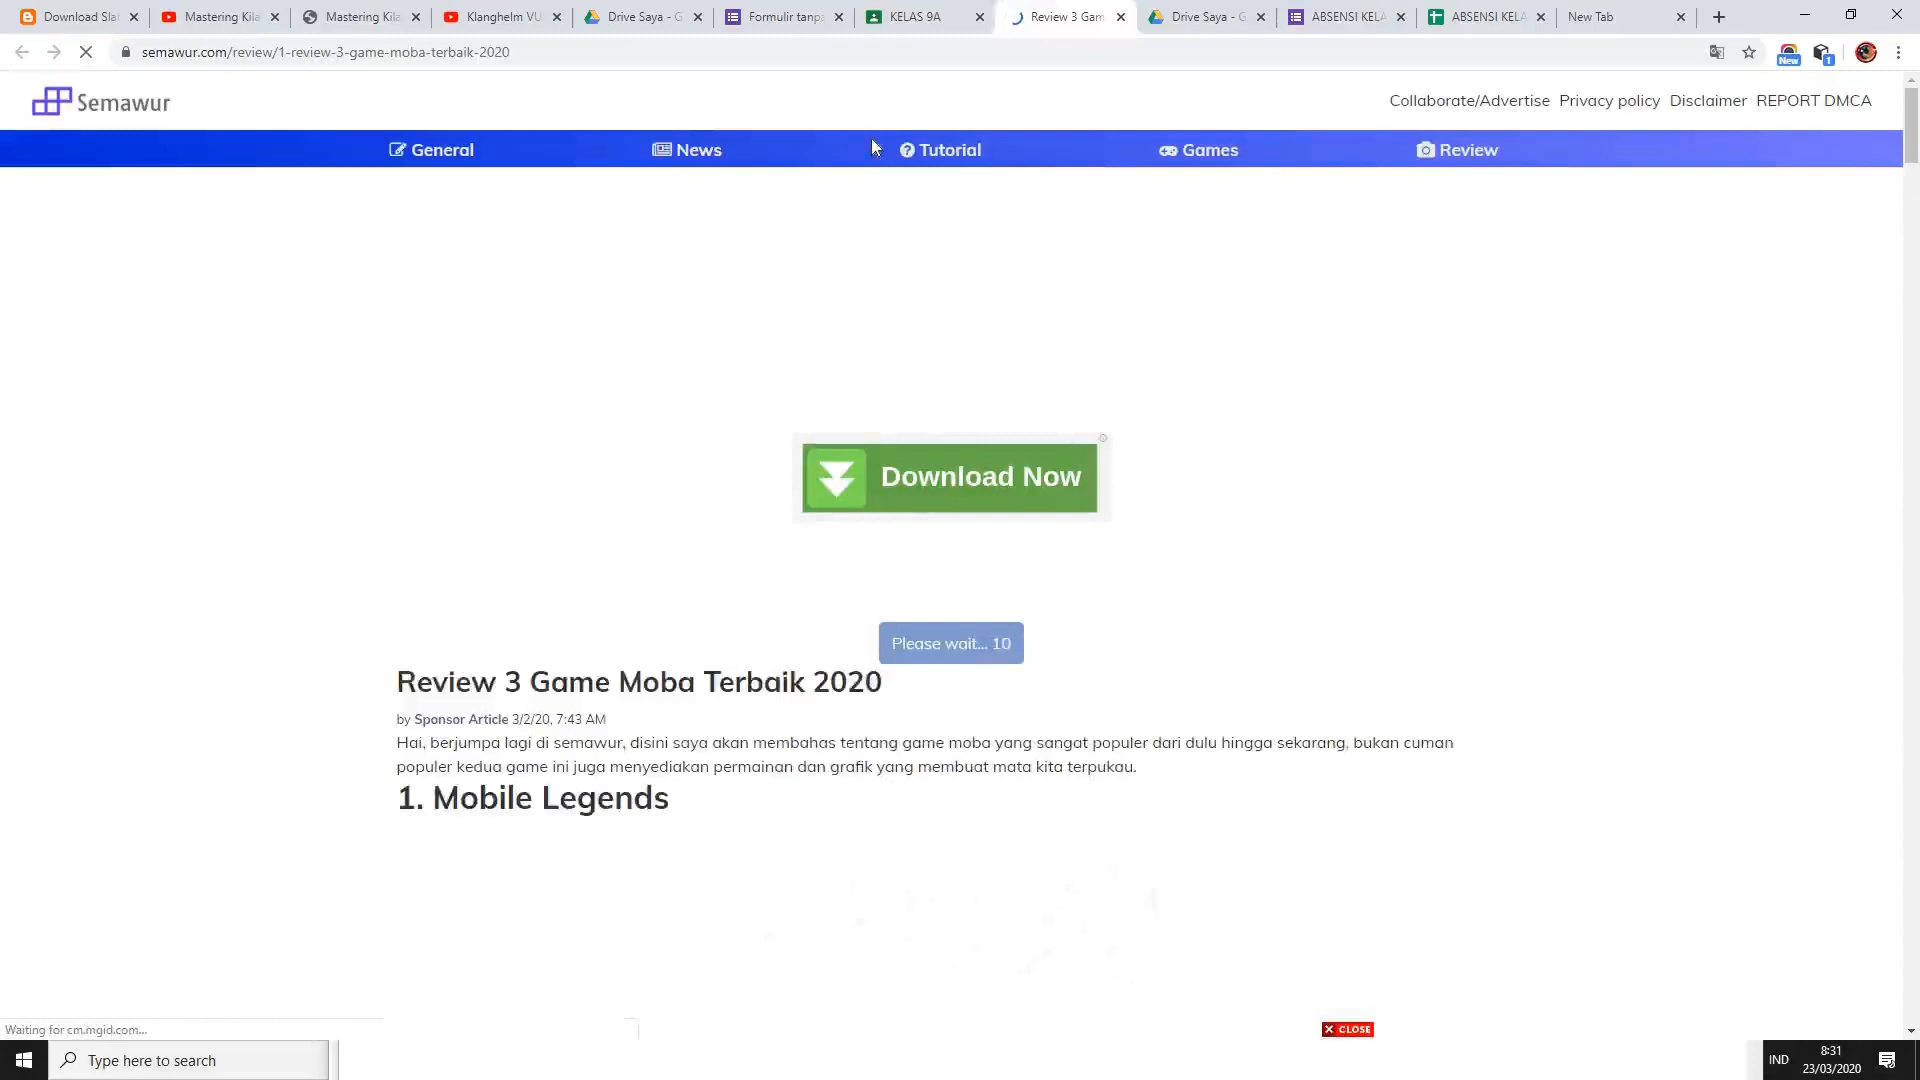 Download Slat
Mastering Kila
Mastering Kila
Klanghelm VU
Drive Saya - G
Formulir tanpa
KELAS 9A
Review 3 Gam
Drive Saya - G
ABSENSI KELA
ABSENSI KELA
New Tab
semawur.com/review/1-review-3-game-moba-terbaik-2020
New
1
Semawur
Collaborate/Advertise Privacy policy Disclaimer REPORT DMCA
General News Tutorial Games Review
Download Now
Please wait... 10
Review 3 Game Moba Terbaik 2020
by Sponsor Article 3/2/20, 7:43 AM
Hai, berjumpa lagi di semawur, disini saya akan membahas tentang game moba yang sangat populer dari dulu hingga sekarang, bukan cuman
populer kedua game ini juga menyediakan permainan dan grafik yang membuat mata kita terpukau.
1. Mobile Legends
Waiting for cm.mgid.com...
CLOSE
Type here to search
IND
8:31
23/03/2020